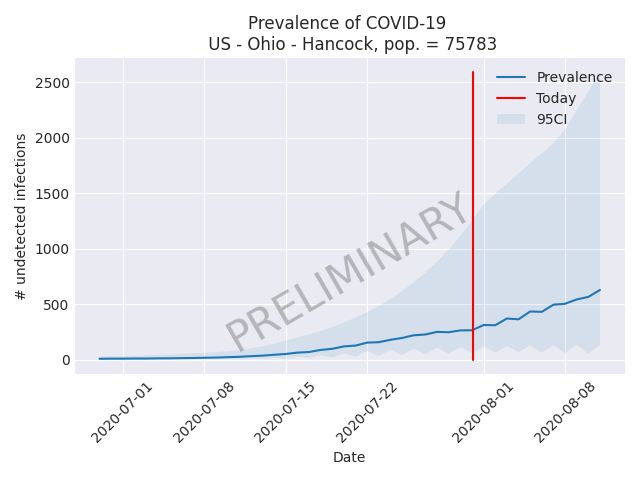 Prevalence of COVID-19
US - Ohio - Hancock, pop. = 75783
2500
2000
1500
1000
500
0
# undetected infections
Prevalence
Today
95CI
PRELIMINARY
2020-07-01
2020-07-08
2020-07-15
2020-07-22
2020-08-01
2020-08-08
Date